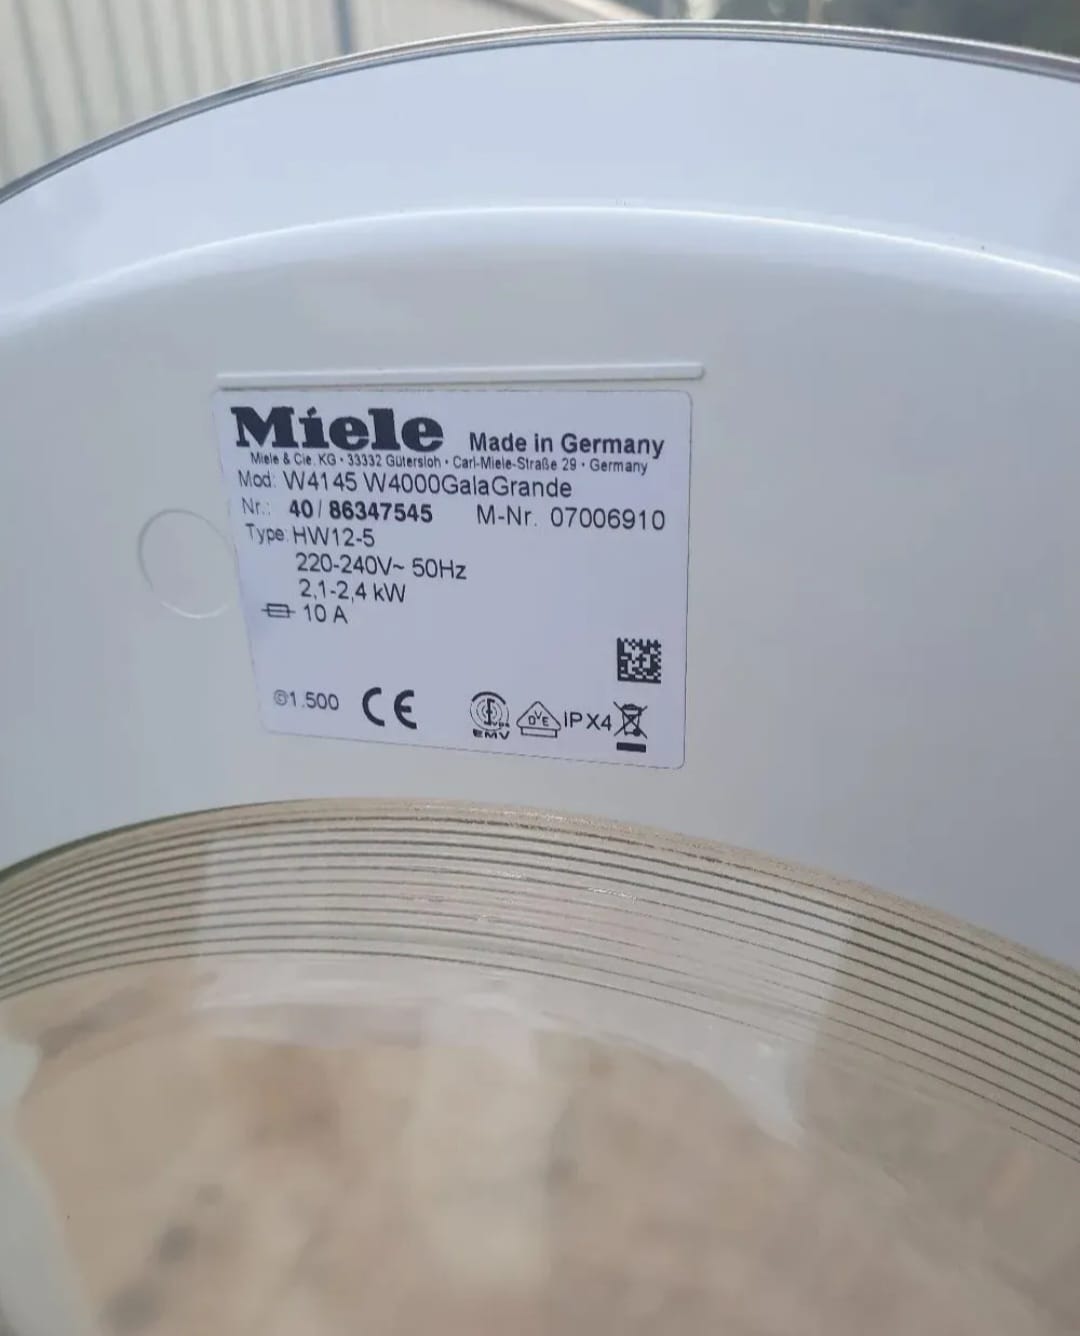 Miele Made in Germany
Miele & Cie. KG · 33332 Gütersloh · Carl-Miele-Straße 29 · Germany
Mod: W4145 W4000GalaGrande
Nr.: 40/86347545 M-Nr. 07006910
Type: HW12-5
220-240V~ 50Hz
2,1-2,4 kW
10 A
©1.500 CE EMV DVE IPX4